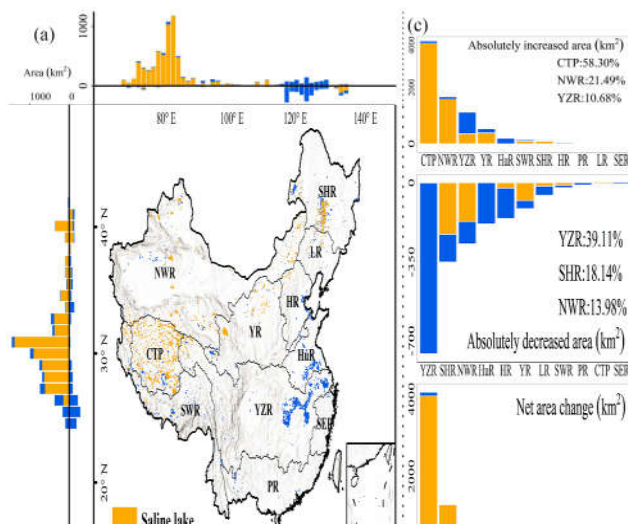 (a)
1000
0
Area (km²)
1000 0
80° E 100° E 120° E 140° E
40° N
30° N
20° N
SHR
NWR
LR
HR
YR
CTP
HuR
SWR
YZR
SER
PR
Saline lake
(c)
4000
2000
0
Absolutely increased area (km²)
CTP:58.30%
NWR:21.49%
YZR:10.68%
CTP NWR YZR YR HuR SWR SHR HR PR LR SER
0
-350
-700
YZR:39.11%
SHR:18.14%
NWR:13.98%
Absolutely decreased area (km²)
YZR SHR NWR HuR HR YR LR SWR PR CTP SER
4000
2000
Net area change (km²)